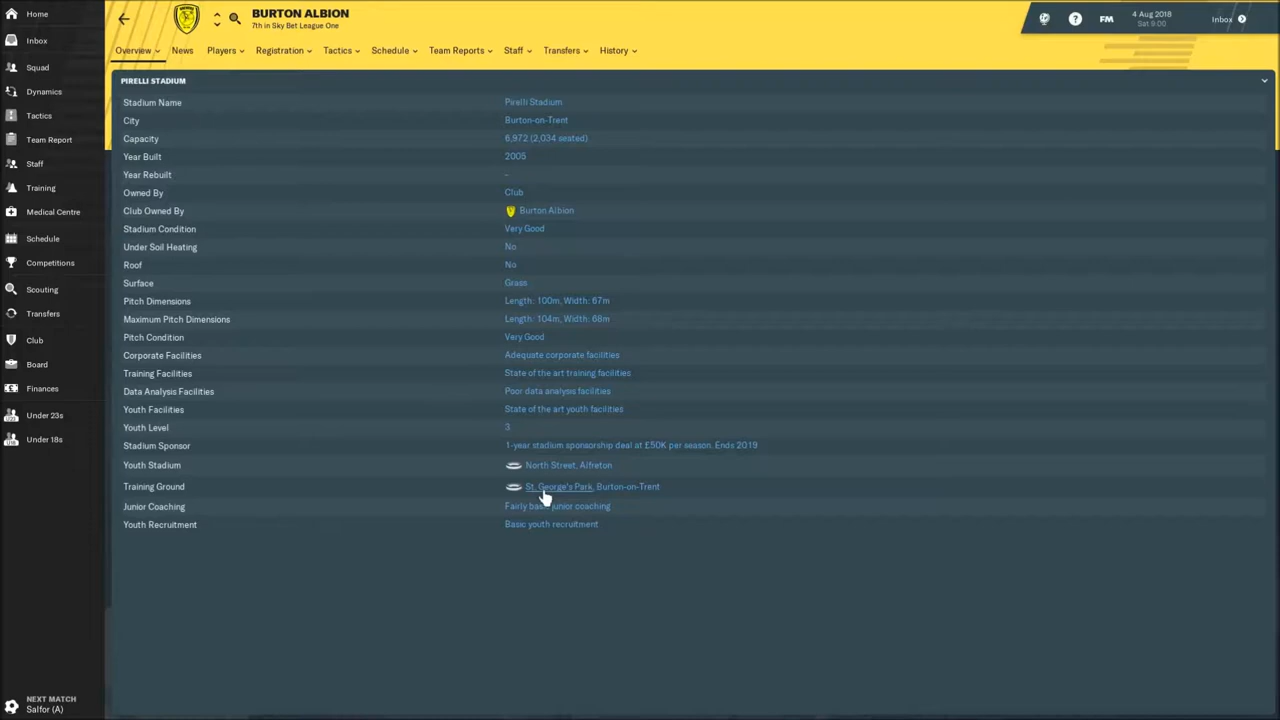 Home
Inbox
Squad
Dynamics
Tactics
Team Report
Staff
Training
Medical Centre
Schedule
Competitions
Scouting
Transfers
Club
Board
Finances
Under 23s
Under 18s
NEXT MATCH
Salfor (A)
BURTON ALBION
7th in Sky Bet League One
4 Aug 2018
Sat 9:00
FM
Inbox
Overview News Players Registration Tactics Schedule Team Reports Staff Transfers History
PIRELLI STADIUM
Stadium Name Pirelli Stadium
City Burton-on-Trent
Capacity 6,972 (2,034 seated)
Year Built 2005
Year Rebuilt -
Owned By Club
Club Owned By Burton Albion
Stadium Condition Very Good
Under Soil Heating No
Roof No
Surface Grass
Pitch Dimensions Length: 100m, Width: 67m
Maximum Pitch Dimensions Length: 104m, Width: 68m
Pitch Condition Very Good
Corporate Facilities Adequate corporate facilities
Training Facilities State of the art training facilities
Data Analysis Facilities Poor data analysis facilities
Youth Facilities State of the art youth facilities
Youth Level 3
Stadium Sponsor 1-year stadium sponsorship deal at £50K per season. Ends 2019
Youth Stadium North Street, Alfreton
Training Ground St. George's Park, Burton-on-Trent
Junior Coaching Fairly basic junior coaching
Youth Recruitment Basic youth recruitment